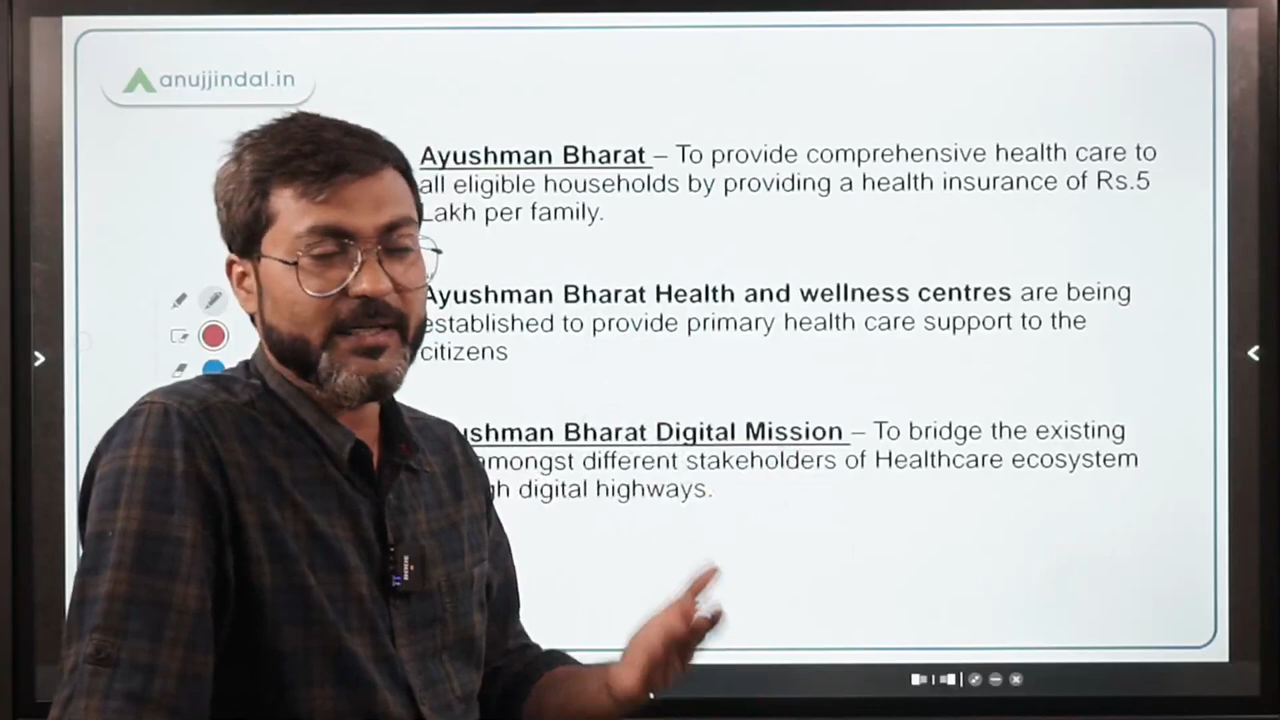 anujjindal.in
Ayushman Bharat – To provide comprehensive health care to
all eligible households by providing a health insurance of Rs.5
Lakh per family.
Ayushman Bharat Health and wellness centres are being
established to provide primary health care support to the
citizens
Bharat Digital Mission – To bridge the existing
amongst different stakeholders of Healthcare ecosystem
digital highways.